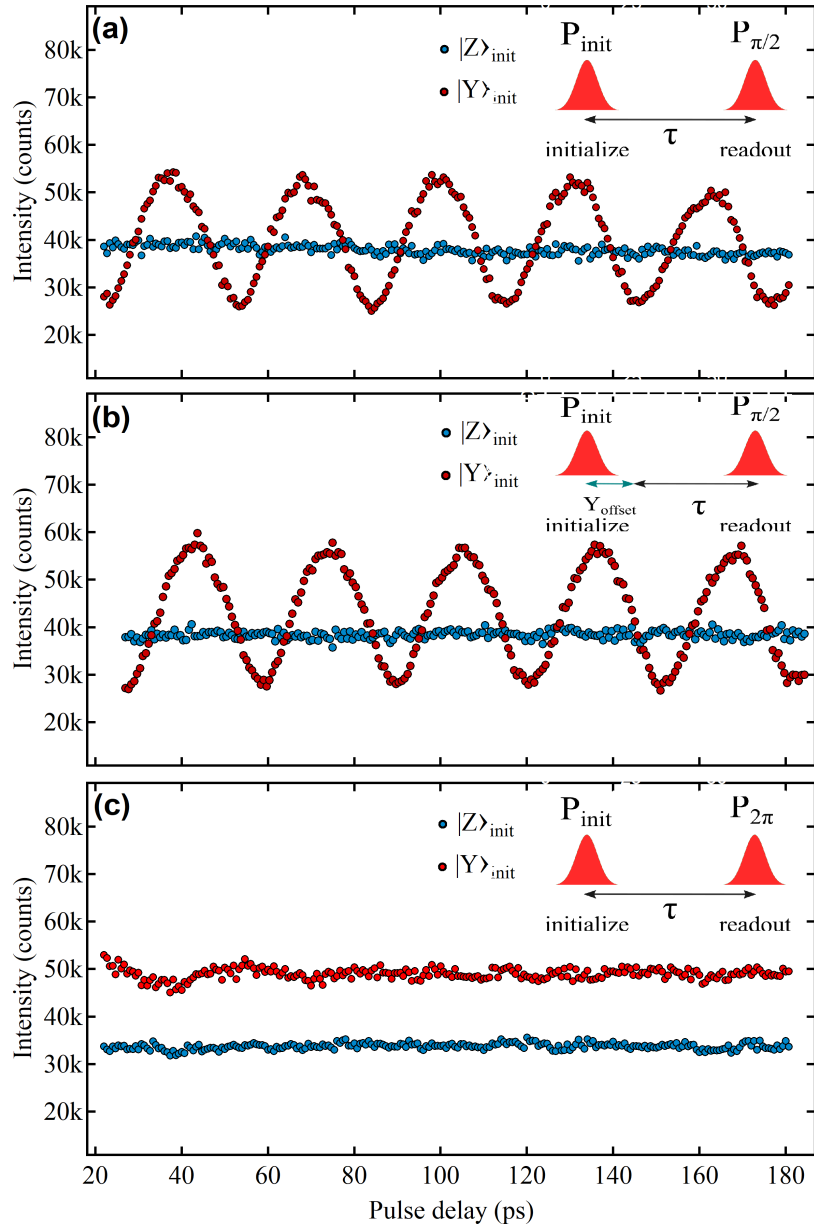 (a)
|Z⟩init
|Y⟩init
Pinit
Pπ/2
τ
initialize
readout
80k
70k
60k
50k
40k
30k
20k
Intensity (counts)
(b)
|Z⟩init
|Y⟩init
Pinit
Pπ/2
Yoffset
τ
initialize
readout
80k
70k
60k
50k
40k
30k
20k
Intensity (counts)
(c)
|Z⟩init
|Y⟩init
Pinit
P2π
τ
initialize
readout
80k
70k
60k
50k
40k
30k
20k
Intensity (counts)
20 40 60 80 100 120 140 160 180
Pulse delay (ps)